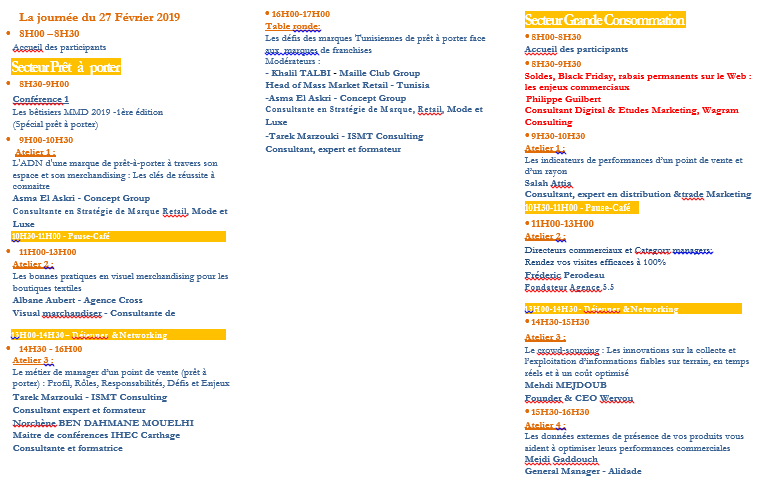 La journée du 27 Février 2019
• 8H00 – 8H30
Accueil des participants
Secteur Prêt à porter
• 8H30-9H00
Conférence 1
Les bêtisiers MMD 2019 -1ère édition
(Spécial prêt à porter)
• 9H00-10H30
Atelier 1 :
L'ADN d'une marque de prêt-à-porter à travers son
espace et son merchandising : Les clés de réussite à
connaitre
Asma El Askri - Concept Group
Consultante en Stratégie de Marque Retail, Mode et
Luxe
10H30-11H00 - Pause-Café
• 11H00-13H00
Atelier 2 :
Les bonnes pratiques en visuel merchandising pour les
boutiques textiles
Albane Aubert - Agence Cross
Visual marchandiser - Consultante de
13H00-14H30 - Déjeuner &Networking
• 14H30 - 16H00
Atelier 3 :
Le métier de manager d'un point de vente (prêt à
porter) : Profil, Rôles, Responsabilités, Défis et Enjeux
Tarek Marzouki - ISMT Consulting
Consultant expert et formateur
Norchène BEN DAHMANE MOUELHI
Maitre de conférences IHEC Carthage
Consultante et formatrice
• 16H00-17H00
Table ronde:
Les défis des marques Tunisiennes de prêt à porter face
aux marques de franchises
Modérateurs :
- Khalil TALBI - Maille Club Group
Head of Mass Market Retail - Tunisia
-Asma El Askri - Concept Group
Consultante en Stratégie de Marque, Retail, Mode et
Luxe
-Tarek Marzouki - ISMT Consulting
Consultant, expert et formateur
Secteur Grande Consommation
• 8H00-8H30
Accueil des participants
• 8H30-9H30
Soldes, Black Friday, rabais permanents sur le Web :
les enjeux commerciaux
Philippe Guilbert
Consultant Digital & Etudes Marketing, Wagram
Consulting
• 9H30-10H30
Atelier 1 :
Les indicateurs de performances d'un point de vente et
d'un rayon
Salah Attia
Consultant, expert en distribution &trade Marketing
10H30-11H00 - Pause-Café
• 11H00-13H00
Atelier 2 :
Directeurs commerciaux et Category managers:
Rendez vos visites efficaces à 100%
Fréderic Perodeau
Fondateur Agence 5.5
13H00-14H30- Déjeuner &Networking
• 14H30-15H30
Atelier 3 :
Le crowd-sourcing : Les innovations sur la collecte et
l'exploitation d'informations fiables sur terrain, en temps
réels et à un coût optimisé
Mehdi MEJDOUB
Founder & CEO Weryou
• 15H30-16H30
Atelier 4 :
Les données externes de présence de vos produits vous
aident à optimiser leurs performances commerciales
Mejdi Gaddouch
General Manager - Alidade